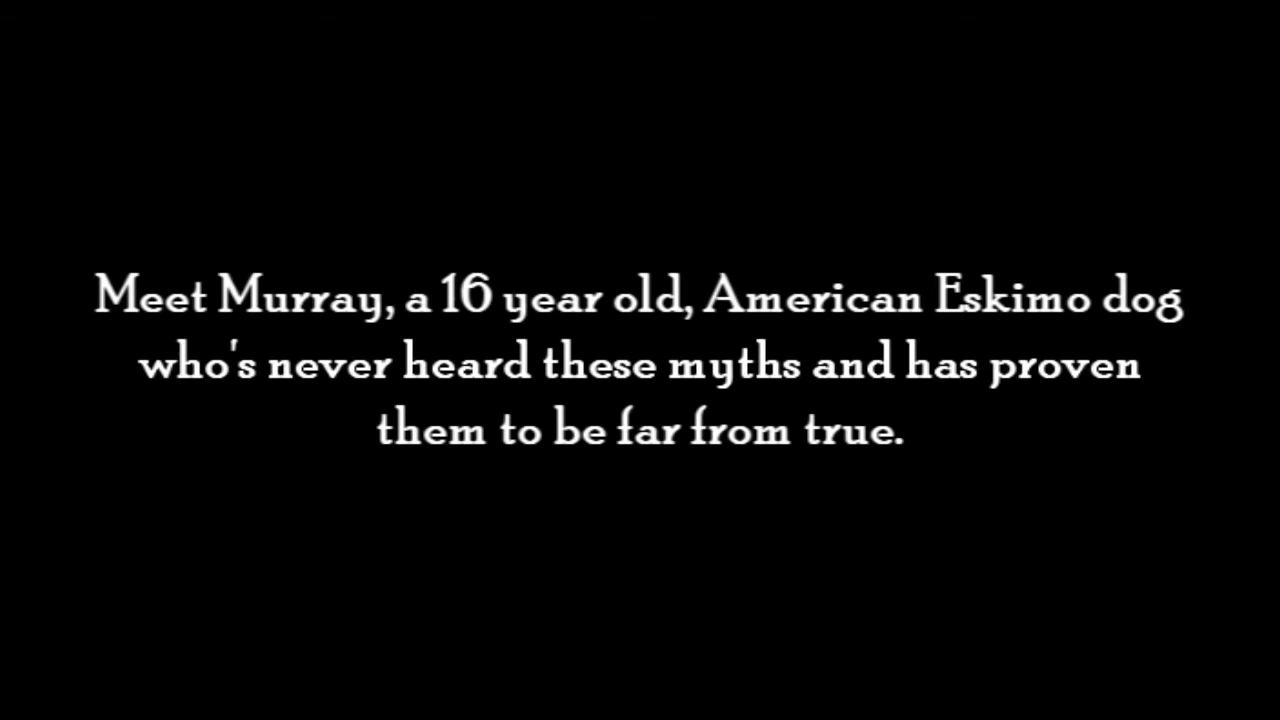 Meet Murray, a 16 year old, American Eskimo dog
who's never heard these myths and has proven
them to be far from true.